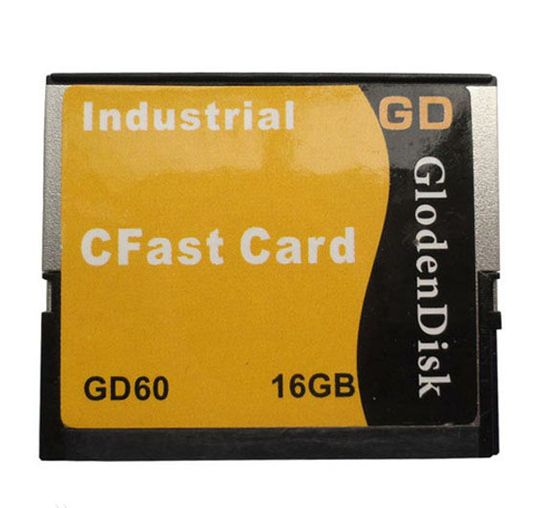 Industrial
GD
GlodenDisk
CFast Card
GD60
16GB